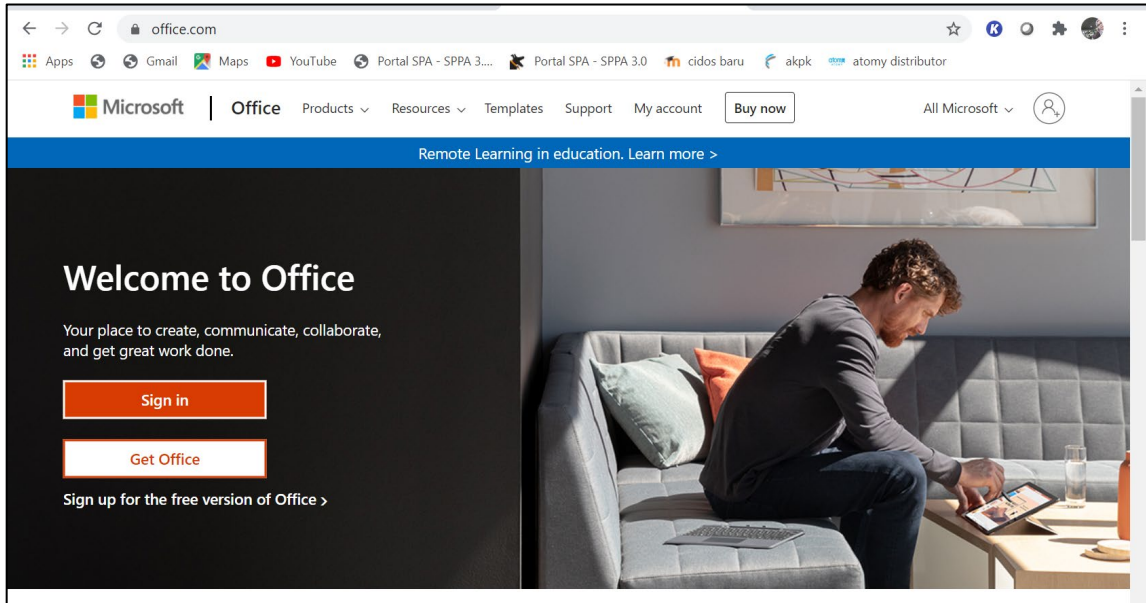 office.com
Apps Gmail Maps YouTube Portal SPA - SPPA 3.... Portal SPA - SPPA 3.0 cidos baru akpk atomy distributor
Microsoft | Office Products Resources Templates Support My account Buy now All Microsoft
Remote Learning in education. Learn more >
Welcome to Office
Your place to create, communicate, collaborate,
and get great work done.
Sign in
Get Office
Sign up for the free version of Office >